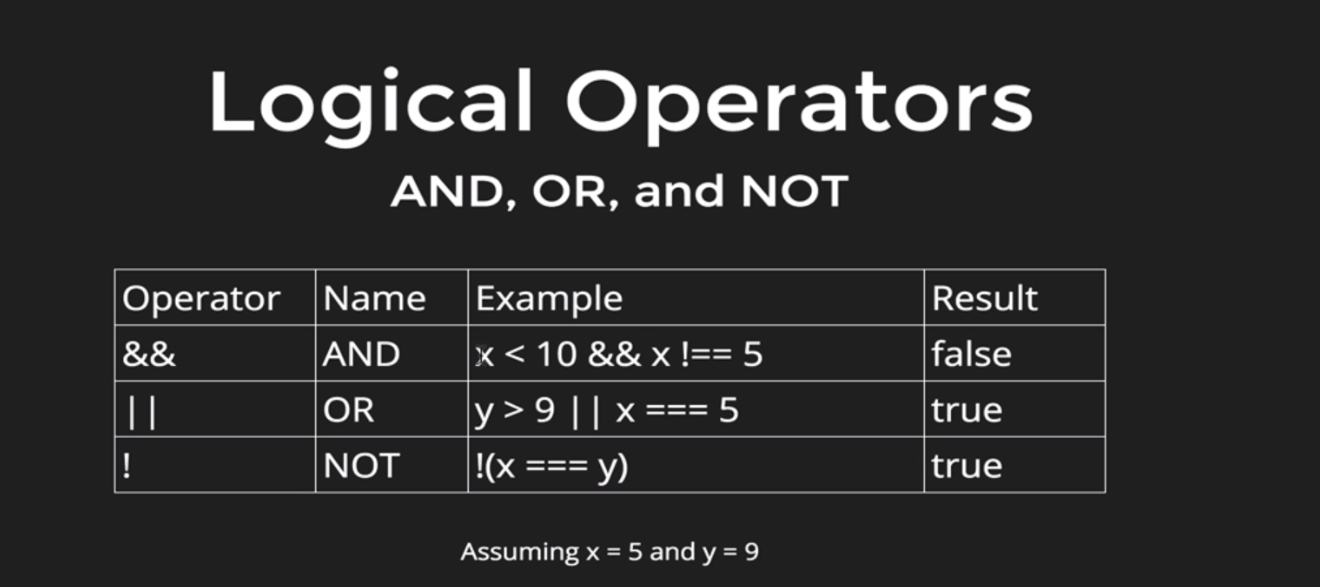 Logical Operators
AND, OR, and NOT
Operator Name Example Result
&& AND x < 10 && x !== 5 false
|| OR y > 9 || x === 5 true
! NOT !(x === y) true
Assuming x = 5 and y = 9